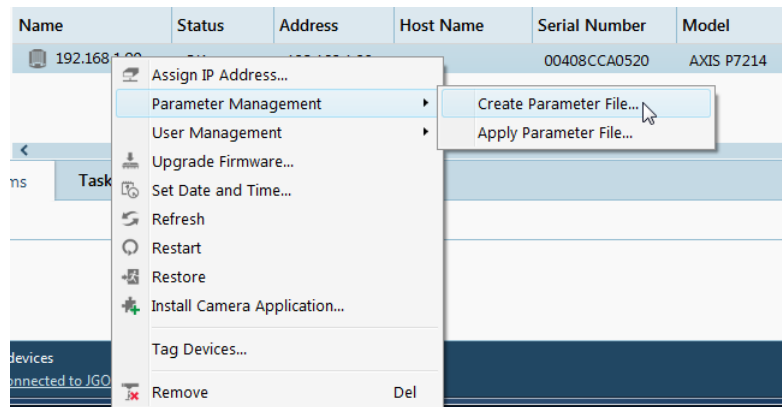 Name Status Address Host Name Serial Number Model
192.168 00408CCA0520 AXIS P7214
Assign IP Address...
Parameter Management
Create Parameter File...
User Management
Apply Parameter File...
Upgrade Firmware...
ms Task
Set Date and Time...
Refresh
Restart
Restore
Install Camera Application...
Tag Devices...
devices
onnected to JGO
Remove Del